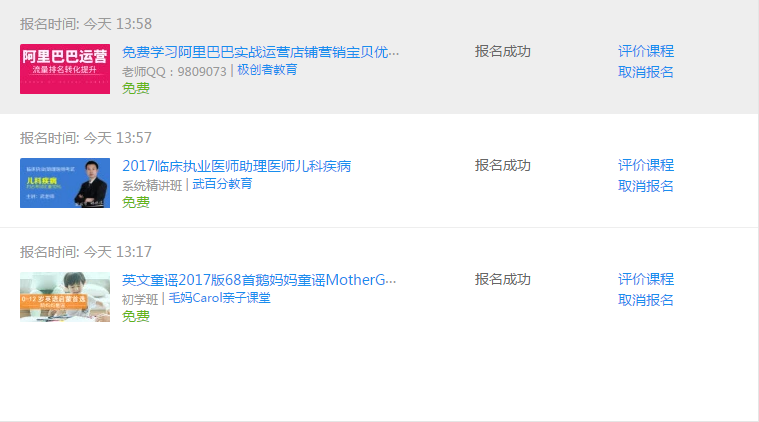 报名时间: 今天 13:58
阿里巴巴运营
流量排名转化提升
免费学习阿里巴巴实战运营店铺营销宝贝优···
老师QQ：9809073 | 极创者教育
免费
报名成功
评价课程
取消报名
报名时间: 今天 13:57
儿科疾病
2017临床执业医师助理医师儿科疾病
系统精讲班 | 武百分教育
免费
报名成功
评价课程
取消报名
报名时间: 今天 13:17
0-12岁英语启蒙首选
英文童谣2017版68首鹅妈妈童谣MotherG···
初学班 | 毛妈Carol亲子课堂
免费
报名成功
评价课程
取消报名